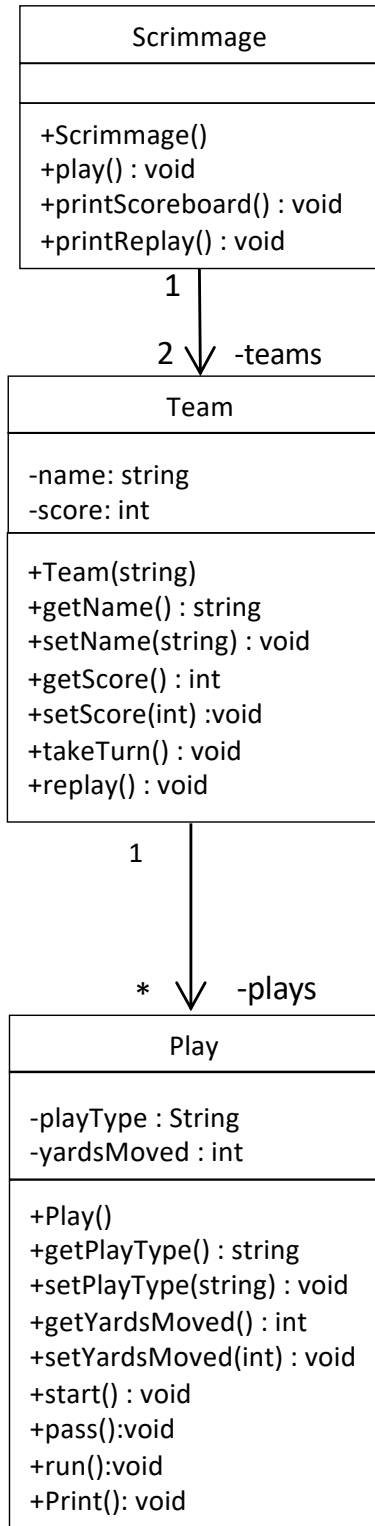 Scrimmage
+Scrimmage()
+play() : void
+printScoreboard() : void
+printReplay() : void
1
2 -teams
Team
-name: string
-score: int
+Team(string)
+getName() : string
+setName(string) : void
+getScore() : int
+setScore(int) :void
+takeTurn() : void
+replay() : void
1
* -plays
Play
-playType : String
-yardsMoved : int
+Play()
+getPlayType() : string
+setPlayType(string) : void
+getYardsMoved() : int
+setYardsMoved(int) : void
+start() : void
+pass():void
+run():void
+Print(): void